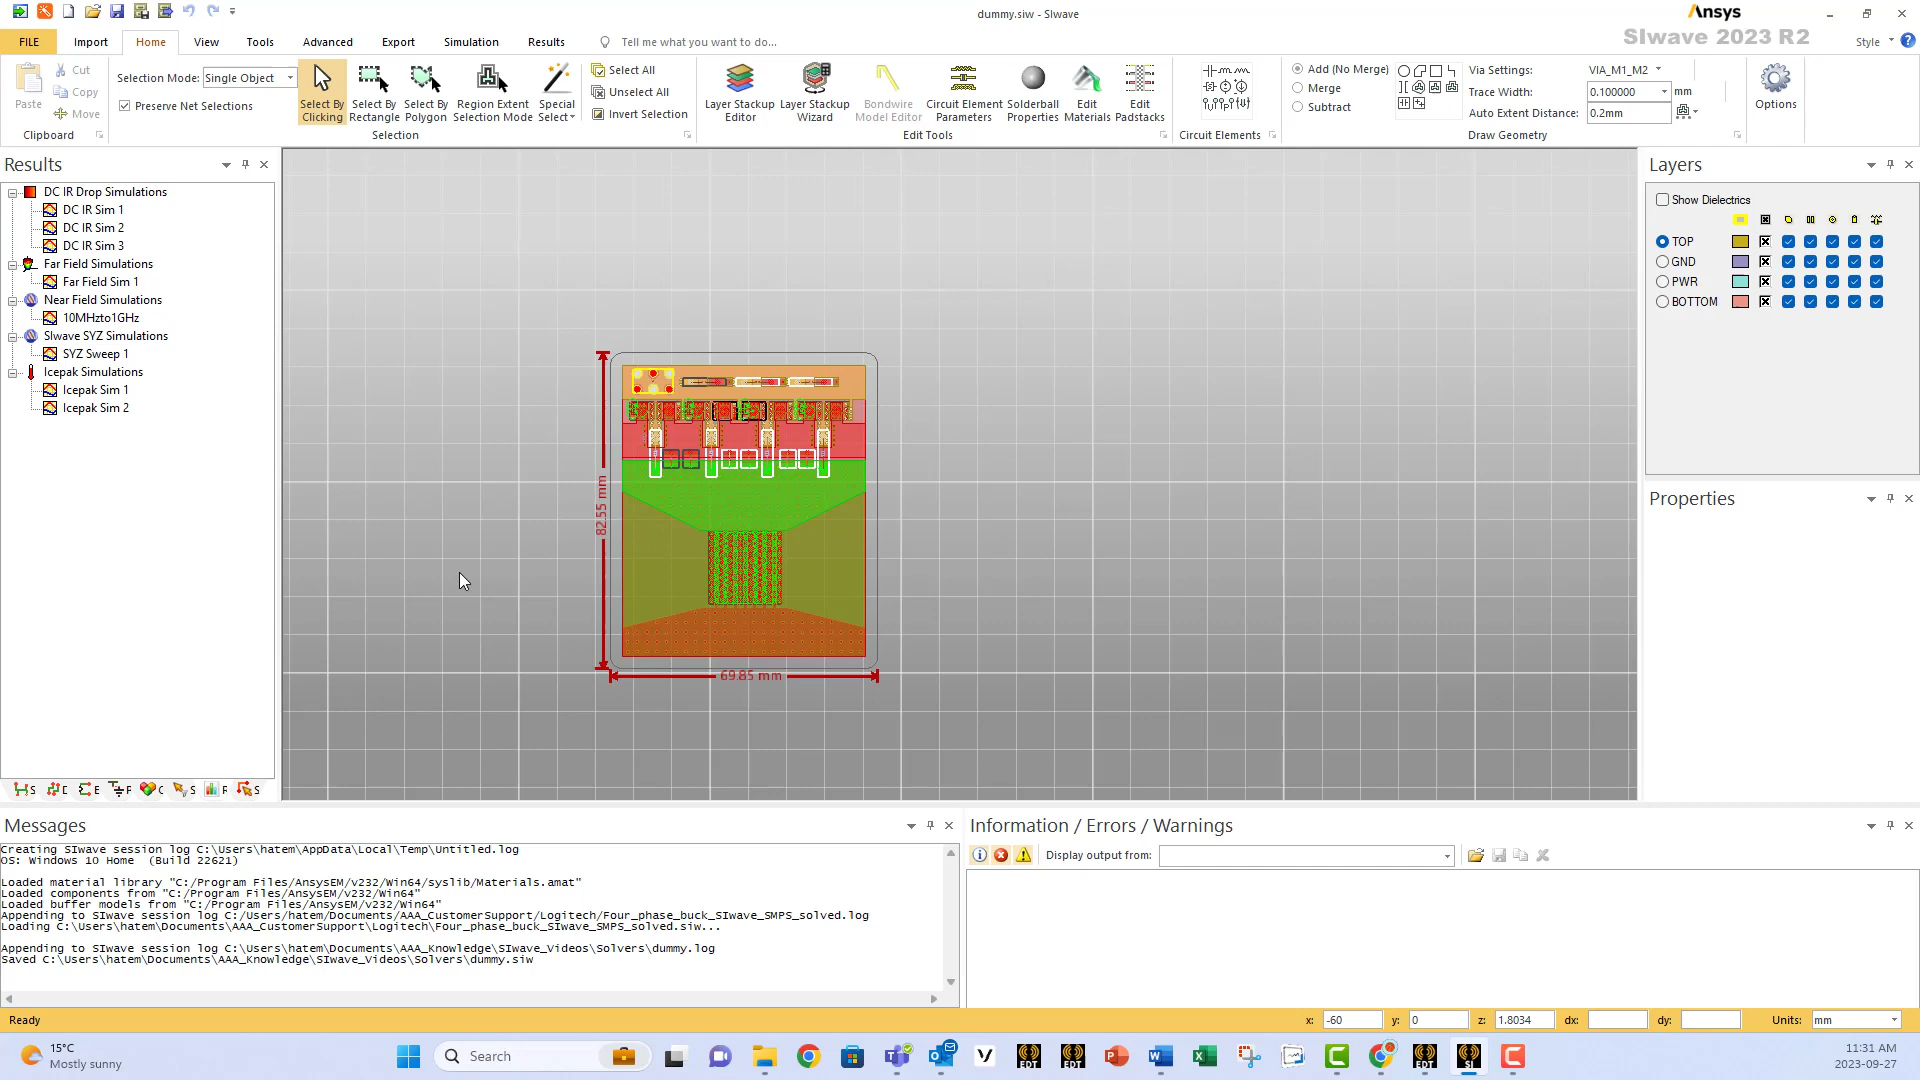 dummy.siw - SIwave
Ansys
SIwave 2023 R2
FILE
Import
Home
View
Tools
Advanced
Export
Simulation
Results
Tell me what you want to do...
Style
Paste
Cut
Copy
Move
Clipboard
Selection Mode:
Single Object
Preserve Net Selections
Select By Clicking
Select By Rectangle
Select By Polygon
Region Extent Selection Mode
Special Select
Select All
Unselect All
Invert Selection
Selection
Layer Stackup Editor
Layer Stackup Wizard
Bondwire Model Editor
Circuit Element Parameters
Solderball Properties
Edit Materials
Edit Padstacks
Edit Tools
Circuit Elements
Add (No Merge)
Merge
Subtract
Via Settings: VIA_M1_M2
Trace Width: 0.100000 mm
Auto Extent Distance: 0.2mm
Draw Geometry
Options
Results
DC IR Drop Simulations
DC IR Sim 1
DC IR Sim 2
DC IR Sim 3
Far Field Simulations
Far Field Sim 1
Near Field Simulations
10MHzto1GHz
SIwave SYZ Simulations
SYZ Sweep 1
Icepak Simulations
Icepak Sim 1
Icepak Sim 2
S
E
F
C
S
F
S
82.55 mm
69.85 mm
Layers
Show Dielectrics
TOP
GND
PWR
BOTTOM
Properties
Messages
Creating SIwave session log C:\Users\hatem\AppData\Local\Temp\Untitled.log
OS: Windows 10 Home (Build 22621)
Loaded material library "C:/Program Files/AnsysEM/v232/Win64/syslib/Materials.amat"
Loaded components from "C:/Program Files/AnsysEM/v232/Win64"
Loaded buffer models from "C:/Program Files/AnsysEM/v232/Win64"
Appending to SIwave session log C:/Users/hatem/Documents/AAA_CustomerSupport/Logitech/Four_phase_buck_SIwave_SMPS_solved.log
Loading C:\Users\hatem\Documents\AAA_CustomerSupport\Logitech\Four_phase_buck_SIwave_SMPS_solved.siw...
Appending to SIwave session log C:\Users\hatem\Documents\AAA_Knowledge\SIwave_Videos\Solvers\dummy.log
Saved C:\Users\hatem\Documents\AAA_Knowledge\SIwave_Videos\Solvers\dummy.siw
Information / Errors / Warnings
Display output from:
Ready
x: -60 y: 0 z: 1.8034 dx: dy: Units: mm
15°C
Mostly sunny
Search
EDT
EDT
EDT
SI
11:31 AM
2023-09-27